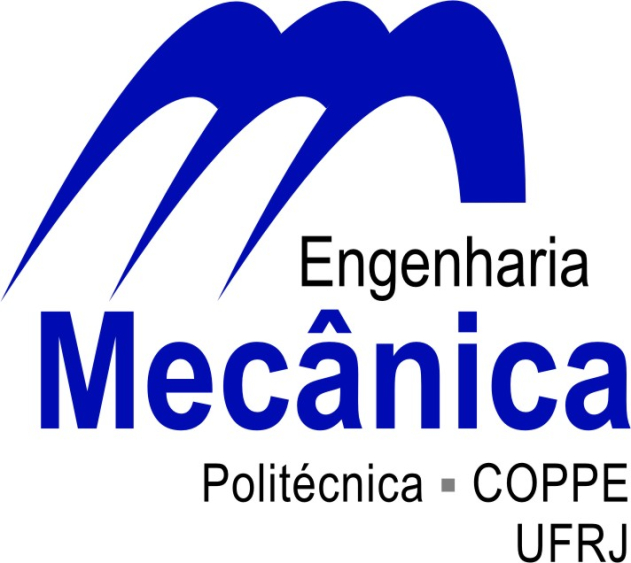 Engenharia
Mecânica
Politécnica ▪ COPPE
UFRJ